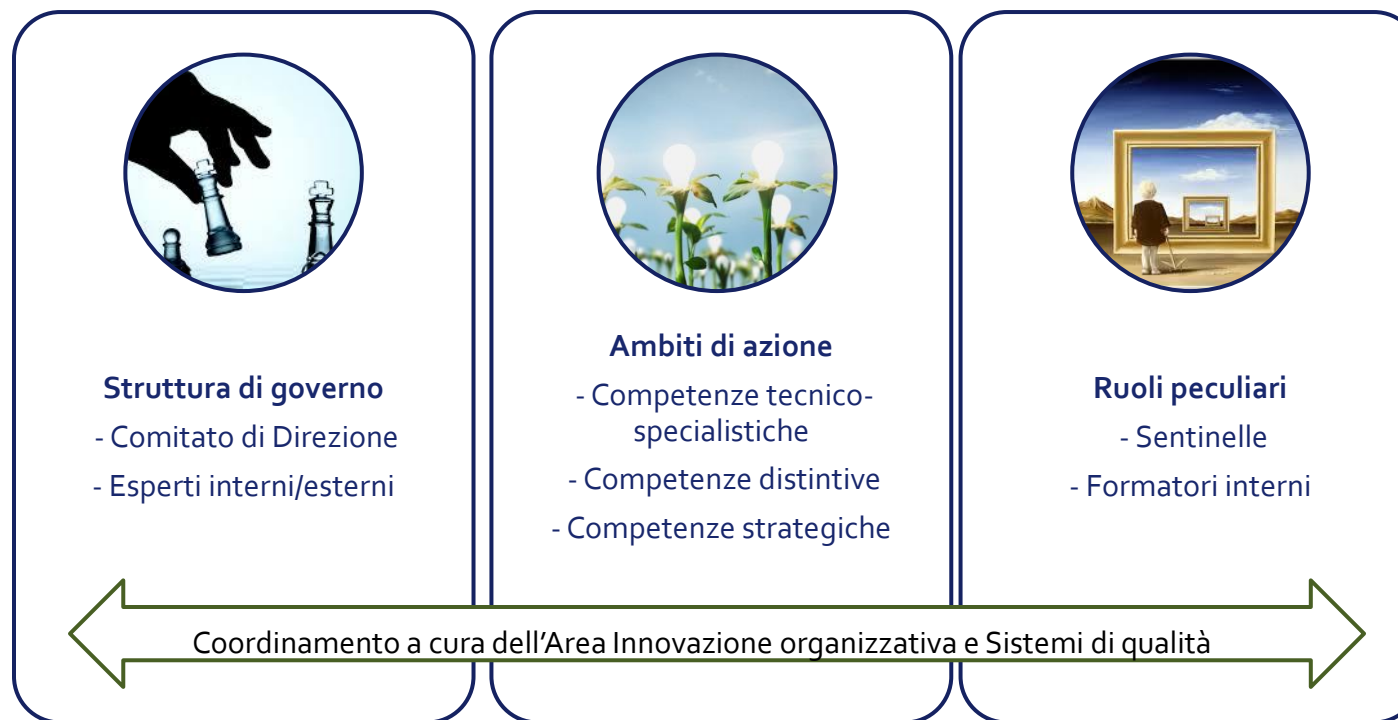 Struttura di governo
- Comitato di Direzione
- Esperti interni/esterni
Ambiti di azione
- Competenze tecnico-
specialistiche
- Competenze distintive
- Competenze strategiche
Ruoli peculiari
- Sentinelle
- Formatori interni
Coordinamento a cura dell’Area Innovazione organizzativa e Sistemi di qualità